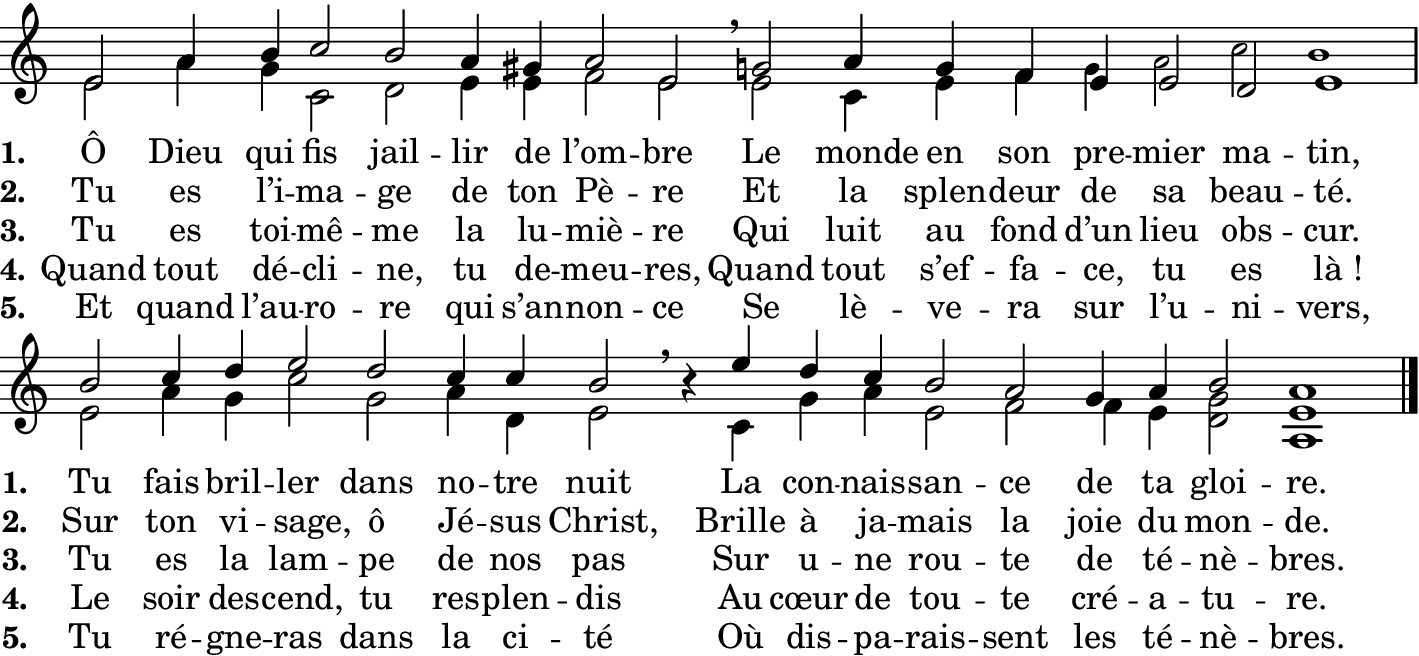 1. Ô Dieu qui fis jail - lir de l’om - bre Le monde en son pre - mier ma - tin,
2. Tu es l’i - ma - ge de ton Pè - re Et la splendeur de sa beau - té.
3. Tu es toi - mê - me la lu - miè - re Qui luit au fond d’un lieu obs - cur.
4. Quand tout dé - cli - ne, tu de - meu - res, Quand tout s’ef - fa - ce, tu es là !
5. Et quand l’au - ro - re qui s’annon - ce Se lè - ve - ra sur l’u - ni - vers,
1. Tu fais bril - ler dans no - tre nuit La con - naissan - ce de ta gloi - re.
2. Sur ton vi - sage, ô Jé - sus Christ, Brille à ja - mais la joie du mon - de.
3. Tu es la lam - pe de nos pas Sur u - ne rou - te de té - nè - bres.
4. Le soir descend, tu resplen - dis Au cœur de tou - te cré - a - tu - re.
5. Tu ré - gne - ras dans la ci - té Où dis - pa - rais - sent les té - nè - bres.